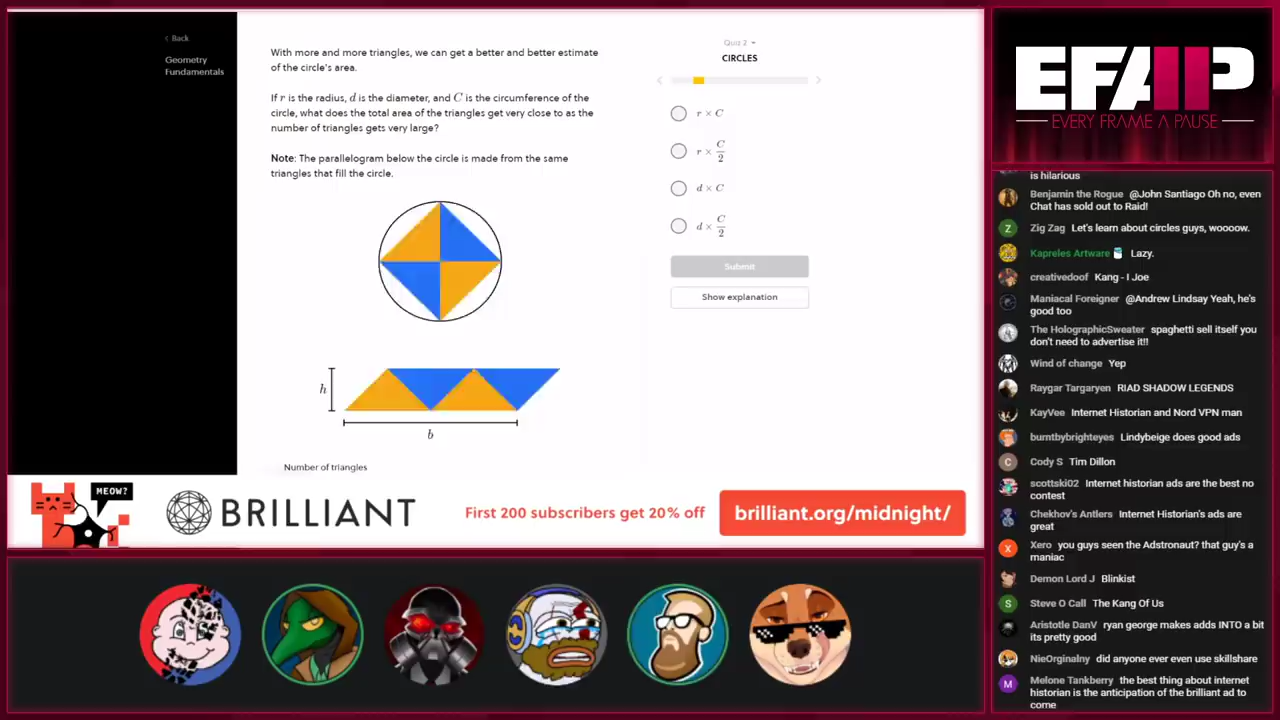 Back
Geometry
Fundamentals
With more and more triangles, we can get a better and better estimate
of the circle's area.
If r is the radius, d is the diameter, and C is the circumference of the
circle, what does the total area of the triangles get very close to as the
number of triangles gets very large?
Note: The parallelogram below the circle is made from the same
triangles that fill the circle.
h
b
Number of triangles
Quiz 2
CIRCLES
r × C
r × C/2
d × C
d × C/2
Submit
Show explanation
MEOW?
BRILLIANT
First 200 subscribers get 20% off
brilliant.org/midnight/
EFAP
EVERY FRAME A PAUSE
is hilarious
Benjamin the Rogue @John Santiago Oh no, even
Chat has sold out to Raid!
Zig Zag Let's learn about circles guys, woooow.
Kapreles Artware Lazy.
creativedoof Kang - I Joe
Maniacal Foreigner @Andrew Lindsay Yeah, he's
good too
The HolographicSweater spaghetti sell itself you
don't need to advertise it!!
Wind of change Yep
Raygar Targaryen RIAD SHADOW LEGENDS
KayVee Internet Historian and Nord VPN man
burntbybrighteyes Lindybeige does good ads
Cody S Tim Dillon
scottski02 Internet historian ads are the best no
contest
Chekhov's Antlers Internet Historian's ads are
great
Xero you guys seen the Adstronaut? that guy's a
maniac
Demon Lord J Blinkist
Steve O Call The Kang Of Us
Aristotle DanV ryan george makes adds INTO a bit
its pretty good
NieOrginalny did anyone ever even use skillshare
Melone Tankberry the best thing about internet
historian is the anticipation of the brilliant ad to
come